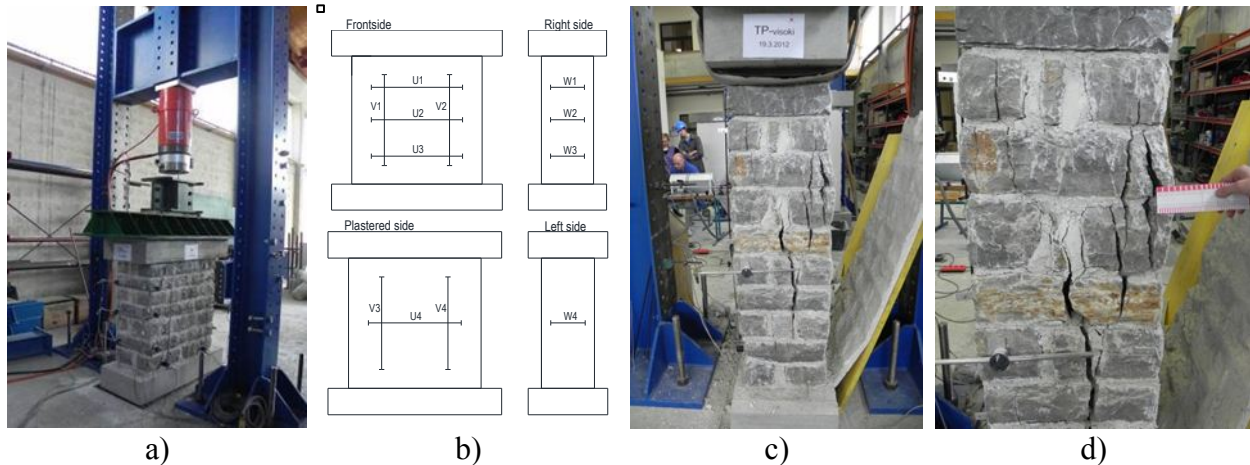 Frontside
Right side
U1
V1
V2
U2
U3
W1
W2
W3
Plastered side
Left side
V3
V4
U4
W4
TP-visoki
19.3.2012
a)
b)
c)
d)